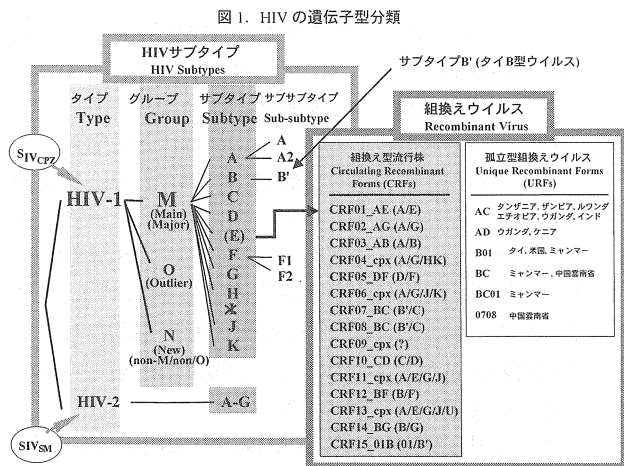 図 1. HIV の遺伝子型分類
HIVサブタイプ
HIV Subtypes
サブタイプB' (タイB型ウイルス)
タイプ グループ サブタイプ サブサブタイプ
Type Group Subtype Sub-subtype
SIVCPZ
HIV-1
M
(Main)
(Major)
O
(Outlier)
N
(New)
(non-M/non/O)
A
B
C
D
(E)
F
G
H
J
K
A
A2
B'
F1
F2
HIV-2
A-G
SIVSM
組換えウイルス
Recombinant Virus
組換え型流行株
Circulating Recombinant
Forms (CRFs)
CRF01_AE (A/E)
CRF02_AG (A/G)
CRF03_AB (A/B)
CRF04_cpx (A/G/HK)
CRF05_DF (D/F)
CRF06_cpx (A/G/J/K)
CRF07_BC (B'/C)
CRF08_BC (B'/C)
CRF09_cpx (?)
CRF10_CD (C/D)
CRF11_cpx (A/E/G/J)
CRF12_BF (B/F)
CRF13_cpx (A/E/G/J/U)
CRF14_BG (B/G)
CRF15_01B (01/B')
孤立型組換えウイルス
Unique Recombinant Forms
(URFs)
AC タンザニア、ザンビア、ルワンダ
エチオピア、ウガンダ、インド
AD ウガンダ、ケニア
B01 タイ、米国、ミャンマー
BC ミャンマー、中国雲南省
BC01 ミャンマー
0708 中国雲南省